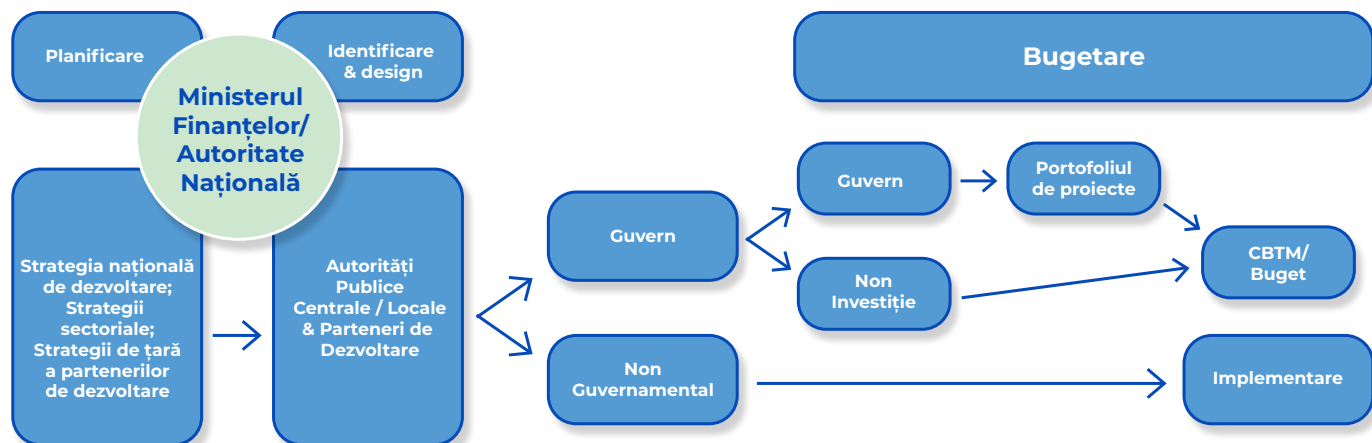 Planificare
Identificare
& design
Bugetare
Ministerul
Finanțelor/
Autoritate
Națională
Strategia națională
de dezvoltare;
Strategii
sectoriale;
Strategii de țară
a partenerilor
de dezvoltare
Autorități
Publice
Centrale / Locale
& Parteneri de
Dezvoltare
Guvern
Non
Guvernamental
Guvern
Non
Investiție
Portofoliul
de proiecte
CBTM/
Buget
Implementare